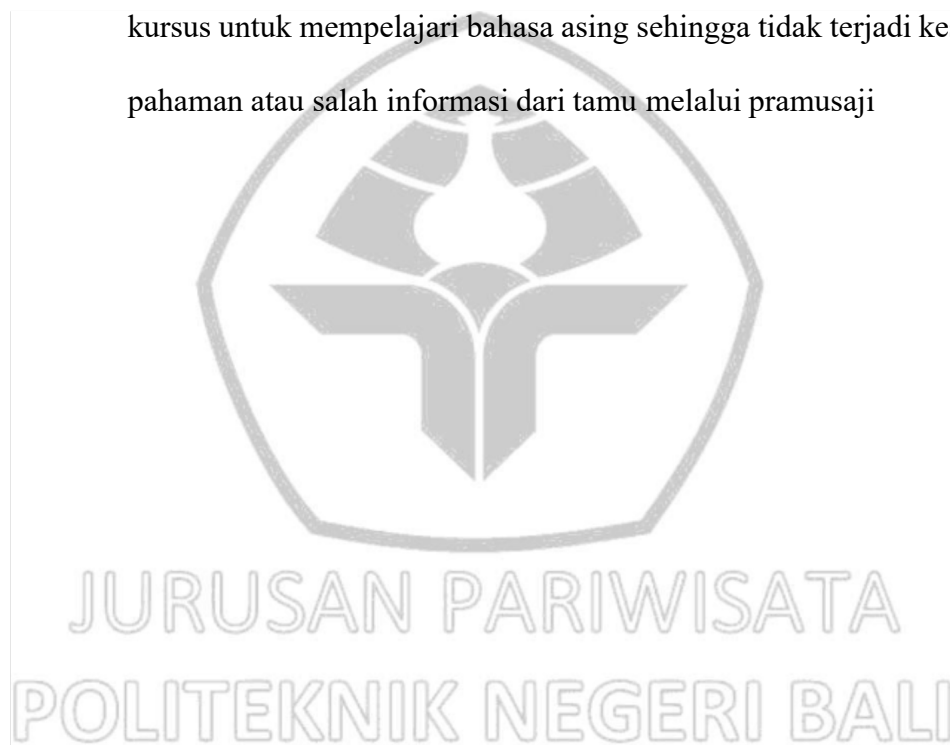 kursus untuk mempelajari bahasa asing sehingga tidak terjadi ke
pahaman atau salah informasi dari tamu melalui pramusaji
JURUSAN PARIWISATA
POLITEKNIK NEGERI BALI